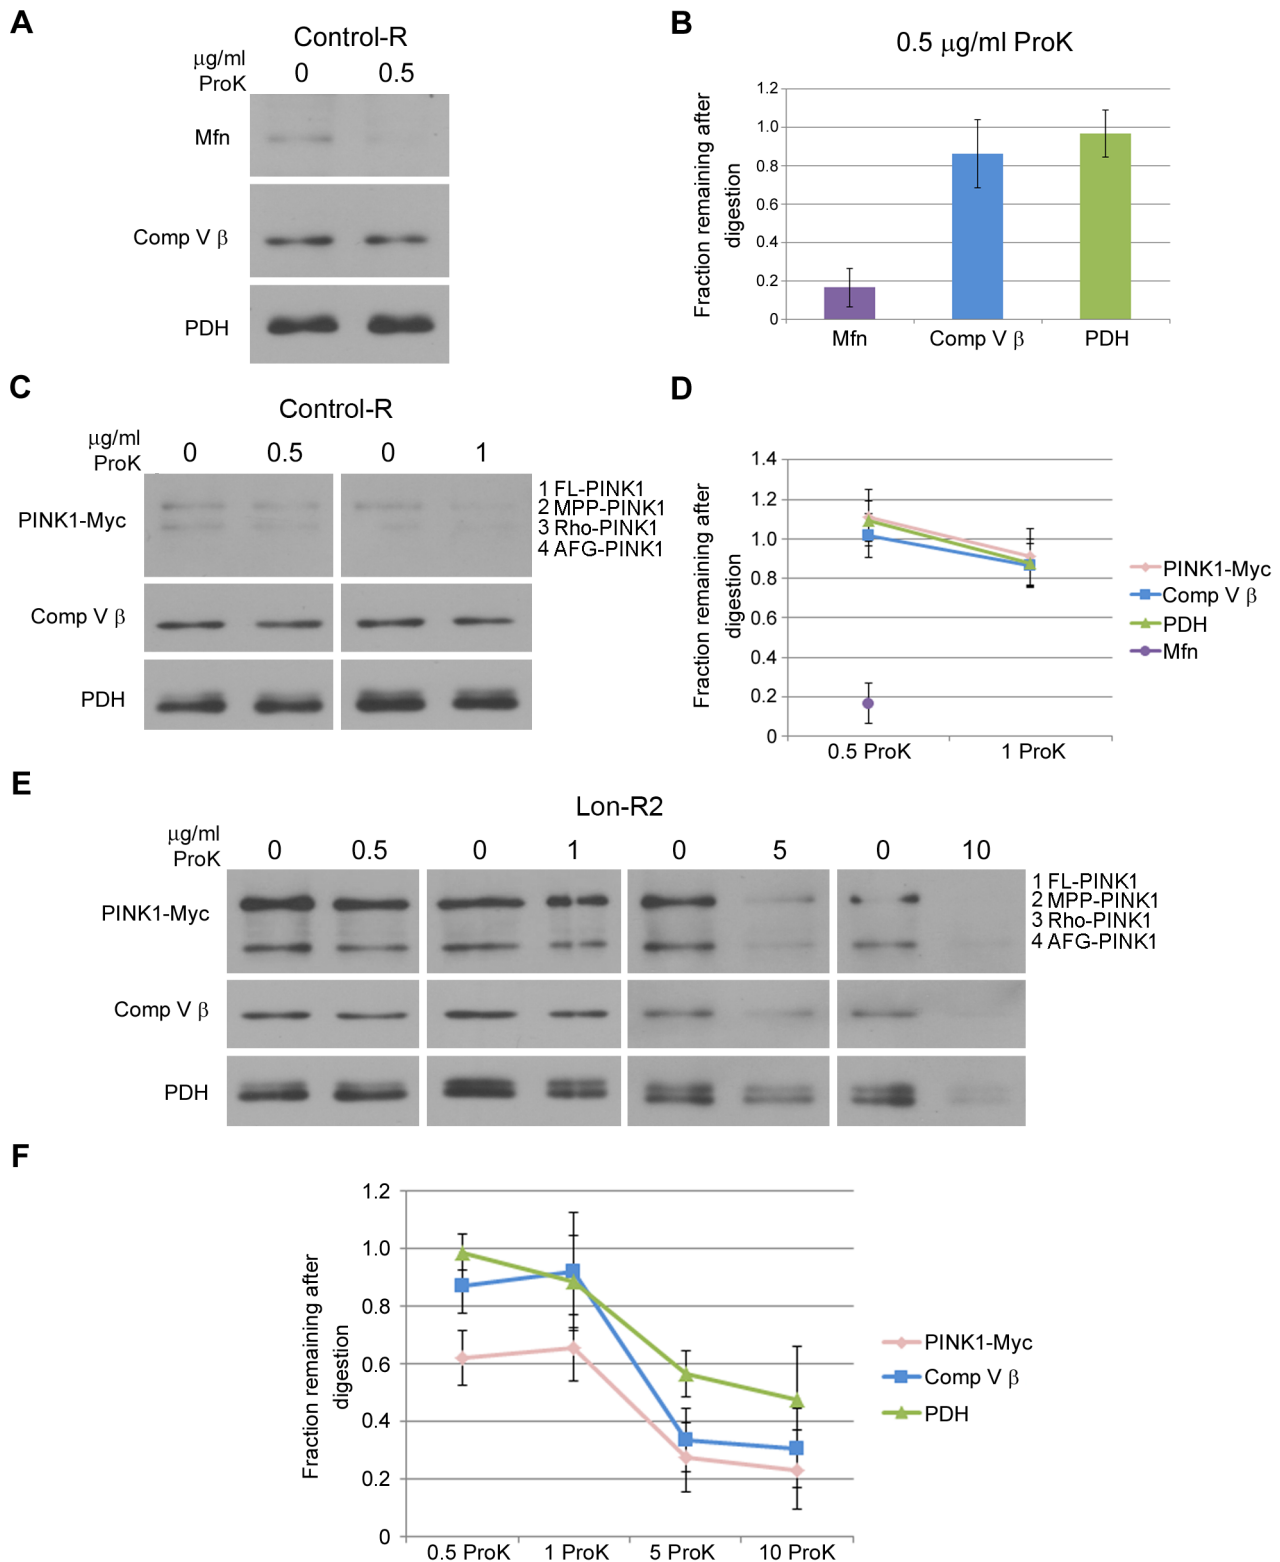 A
Control-R
μg/ml
ProK
0 0.5
Mfn
Comp V β
PDH
B
0.5 μg/ml ProK
Fraction remaining after
digestion
1.2
1.0
0.8
0.6
0.4
0.2
0
Mfn Comp V β PDH
C
Control-R
μg/ml
ProK
0 0.5 0 1
PINK1-Myc
1 FL-PINK1
2 MPP-PINK1
3 Rho-PINK1
4 AFG-PINK1
Comp V β
PDH
D
Fraction remaining after
digestion
1.4
1.2
1.0
0.8
0.6
0.4
0.2
0
0.5 ProK 1 ProK
PINK1-Myc
Comp V β
PDH
Mfn
E
Lon-R2
μg/ml
ProK
0 0.5 0 1 0 5 0 10
PINK1-Myc
1 FL-PINK1
2 MPP-PINK1
3 Rho-PINK1
4 AFG-PINK1
Comp V β
PDH
F
Fraction remaining after
digestion
1.2
1.0
0.8
0.6
0.4
0.2
0
0.5 ProK 1 ProK 5 ProK 10 ProK
PINK1-Myc
Comp V β
PDH